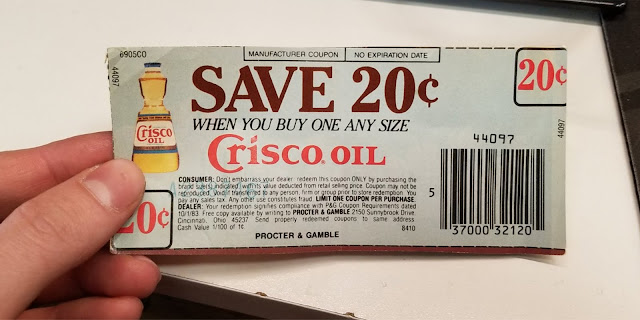 6905CO
MANUFACTURER COUPON NO EXPIRATION DATE
44097
SAVE 20¢
20¢
WHEN YOU BUY ONE ANY SIZE
Crisco OIL
Crisco® OIL
44097
44097
CONSUMER: Don't embarrass your dealer redeem this coupon ONLY by purchasing the
brand size(s) indicated with its value deducted from retail selling price. Coupon may not be
reproduced. Void if transferred to any person, firm or group prior to store redemption. You
pay any sales tax. Any other use constitutes fraud. LIMIT ONE COUPON PER PURCHASE.
DEALER: Your redemption signifies compliance with P&G Coupon Requirements dated
10/1/83. Free copy available by writing to PROCTER & GAMBLE 2150 Sunnybrook Drive.
Cincinnati, Ohio 45237 Send properly redeemed coupons to same address.
Cash Value 1/100 of 1¢
8410
20¢
PROCTER & GAMBLE
5
37000 32120